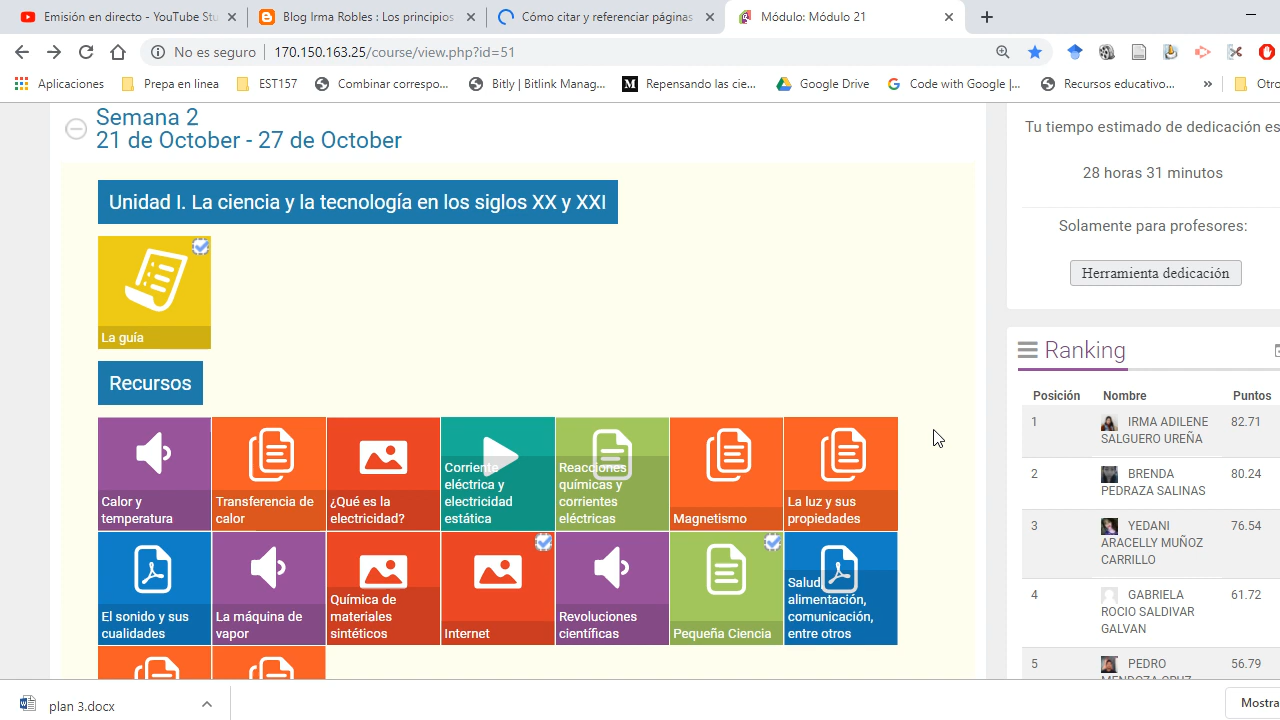 Emisión en directo - YouTube Stu
Blog Irma Robles : Los principios
Cómo citar y referenciar páginas
Módulo: Módulo 21
No es seguro
170.150.163.25/course/view.php?id=51
Aplicaciones
Prepa en linea
EST157
Combinar correspo...
Bitly | Bitlink Manag...
Repensando las cie...
Google Drive
Code with Google |...
Recursos educativo...
»
Otro
Semana 2
21 de October - 27 de October
Unidad I. La ciencia y la tecnología en los siglos XX y XXI
La guía
Recursos
Calor y
temperatura
Transferencia de
calor
¿Qué es la
electricidad?
Corriente
eléctrica y
electricidad
estática
Reacciones
químicas y
corrientes
eléctricas
Magnetismo
La luz y sus
propiedades
El sonido y sus
cualidades
La máquina de
vapor
Química de
materiales
sintéticos
Internet
Revoluciones
científicas
Pequeña Ciencia
Salud,
alimentación,
comunicación,
entre otros
Tu tiempo estimado de dedicación es
28 horas 31 minutos
Solamente para profesores:
Herramienta dedicación
Ranking
Posición Nombre Puntos
1 IRMA ADILENE 82.71
SALGUERO UREÑA
2 BRENDA 80.24
PEDRAZA SALINAS
3 YEDANI 76.54
ARACELLY MUÑOZ
CARRILLO
4 GABRIELA 61.72
ROCIO SALDIVAR
GALVAN
5 PEDRO 56.79
MENDOZA CRUZ
plan 3.docx
Mostra